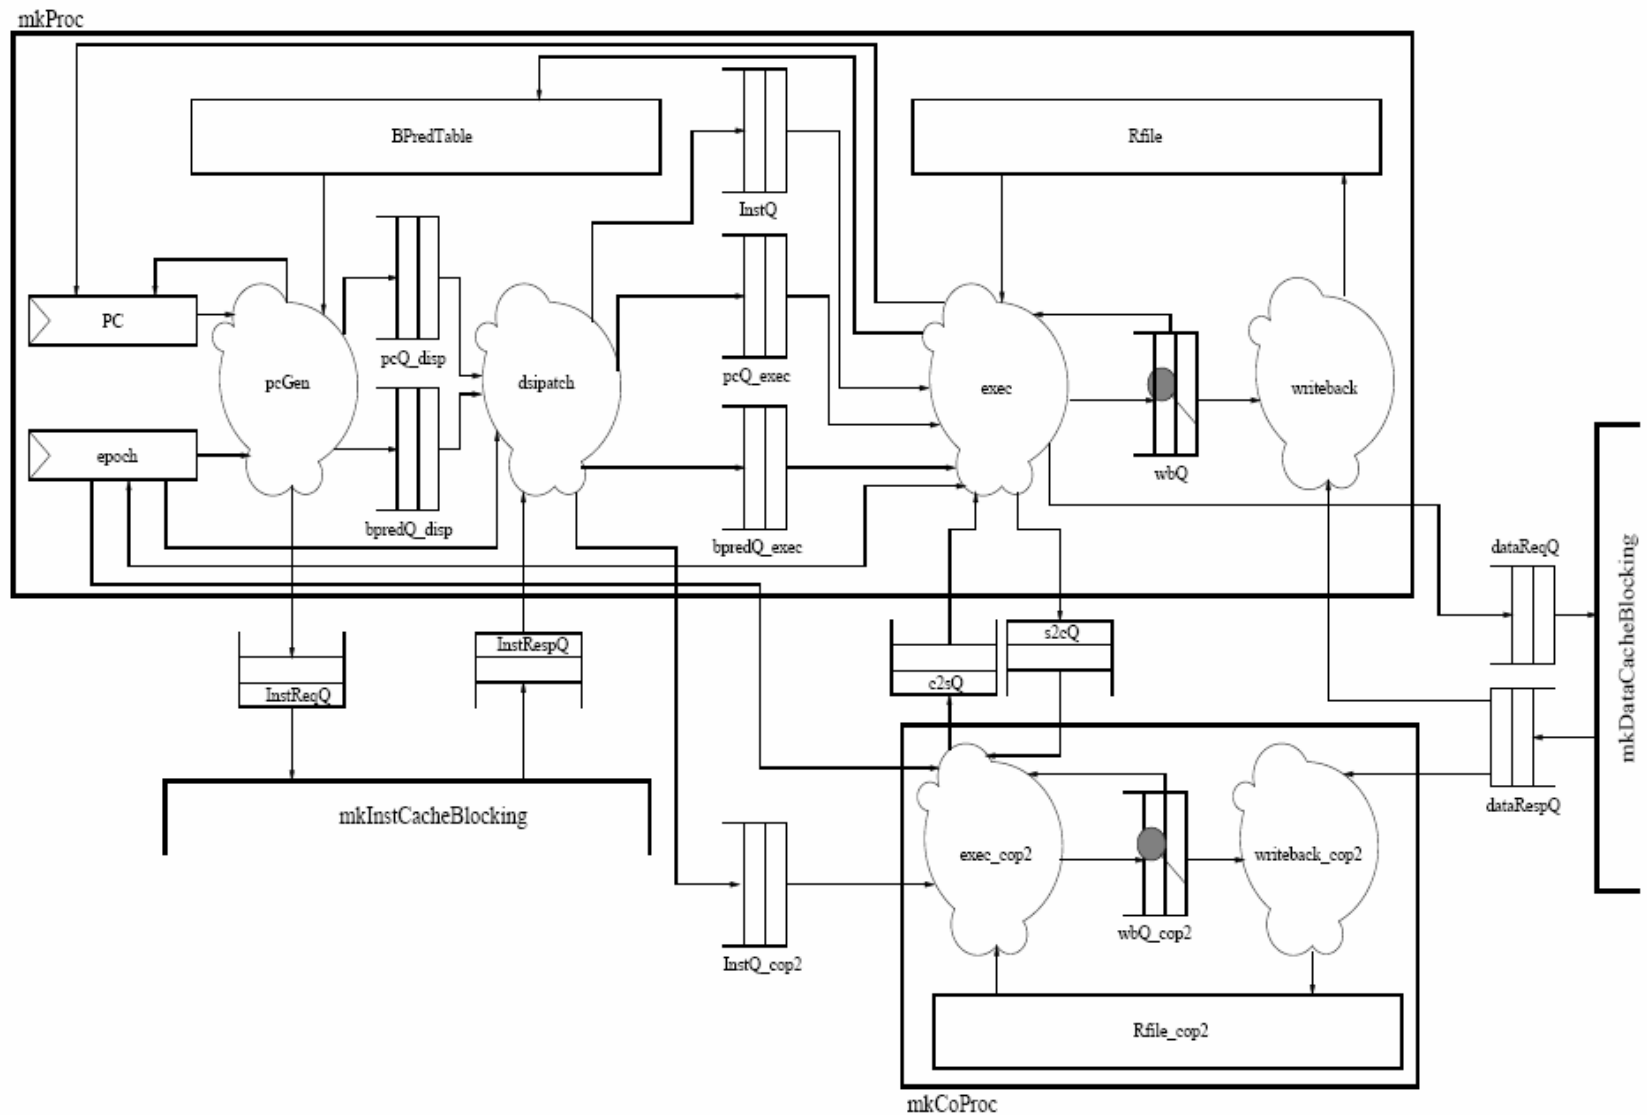 mkProc
BPredTable
Rfile
InstQ
PC
pcGen
pcQ_disp
dsipatch
pcQ_exec
exec
writeback
epoch
wbQ
bpredQ_disp
bpredQ_exec
dataReqQ
mkDataCacheBlocking
InstReqQ
InstRespQ
c2sQ
s2cQ
dataRespQ
mkInstCacheBlocking
exec_cop2
writeback_cop2
wbQ_cop2
InstQ_cop2
Rfile_cop2
mkCoProc